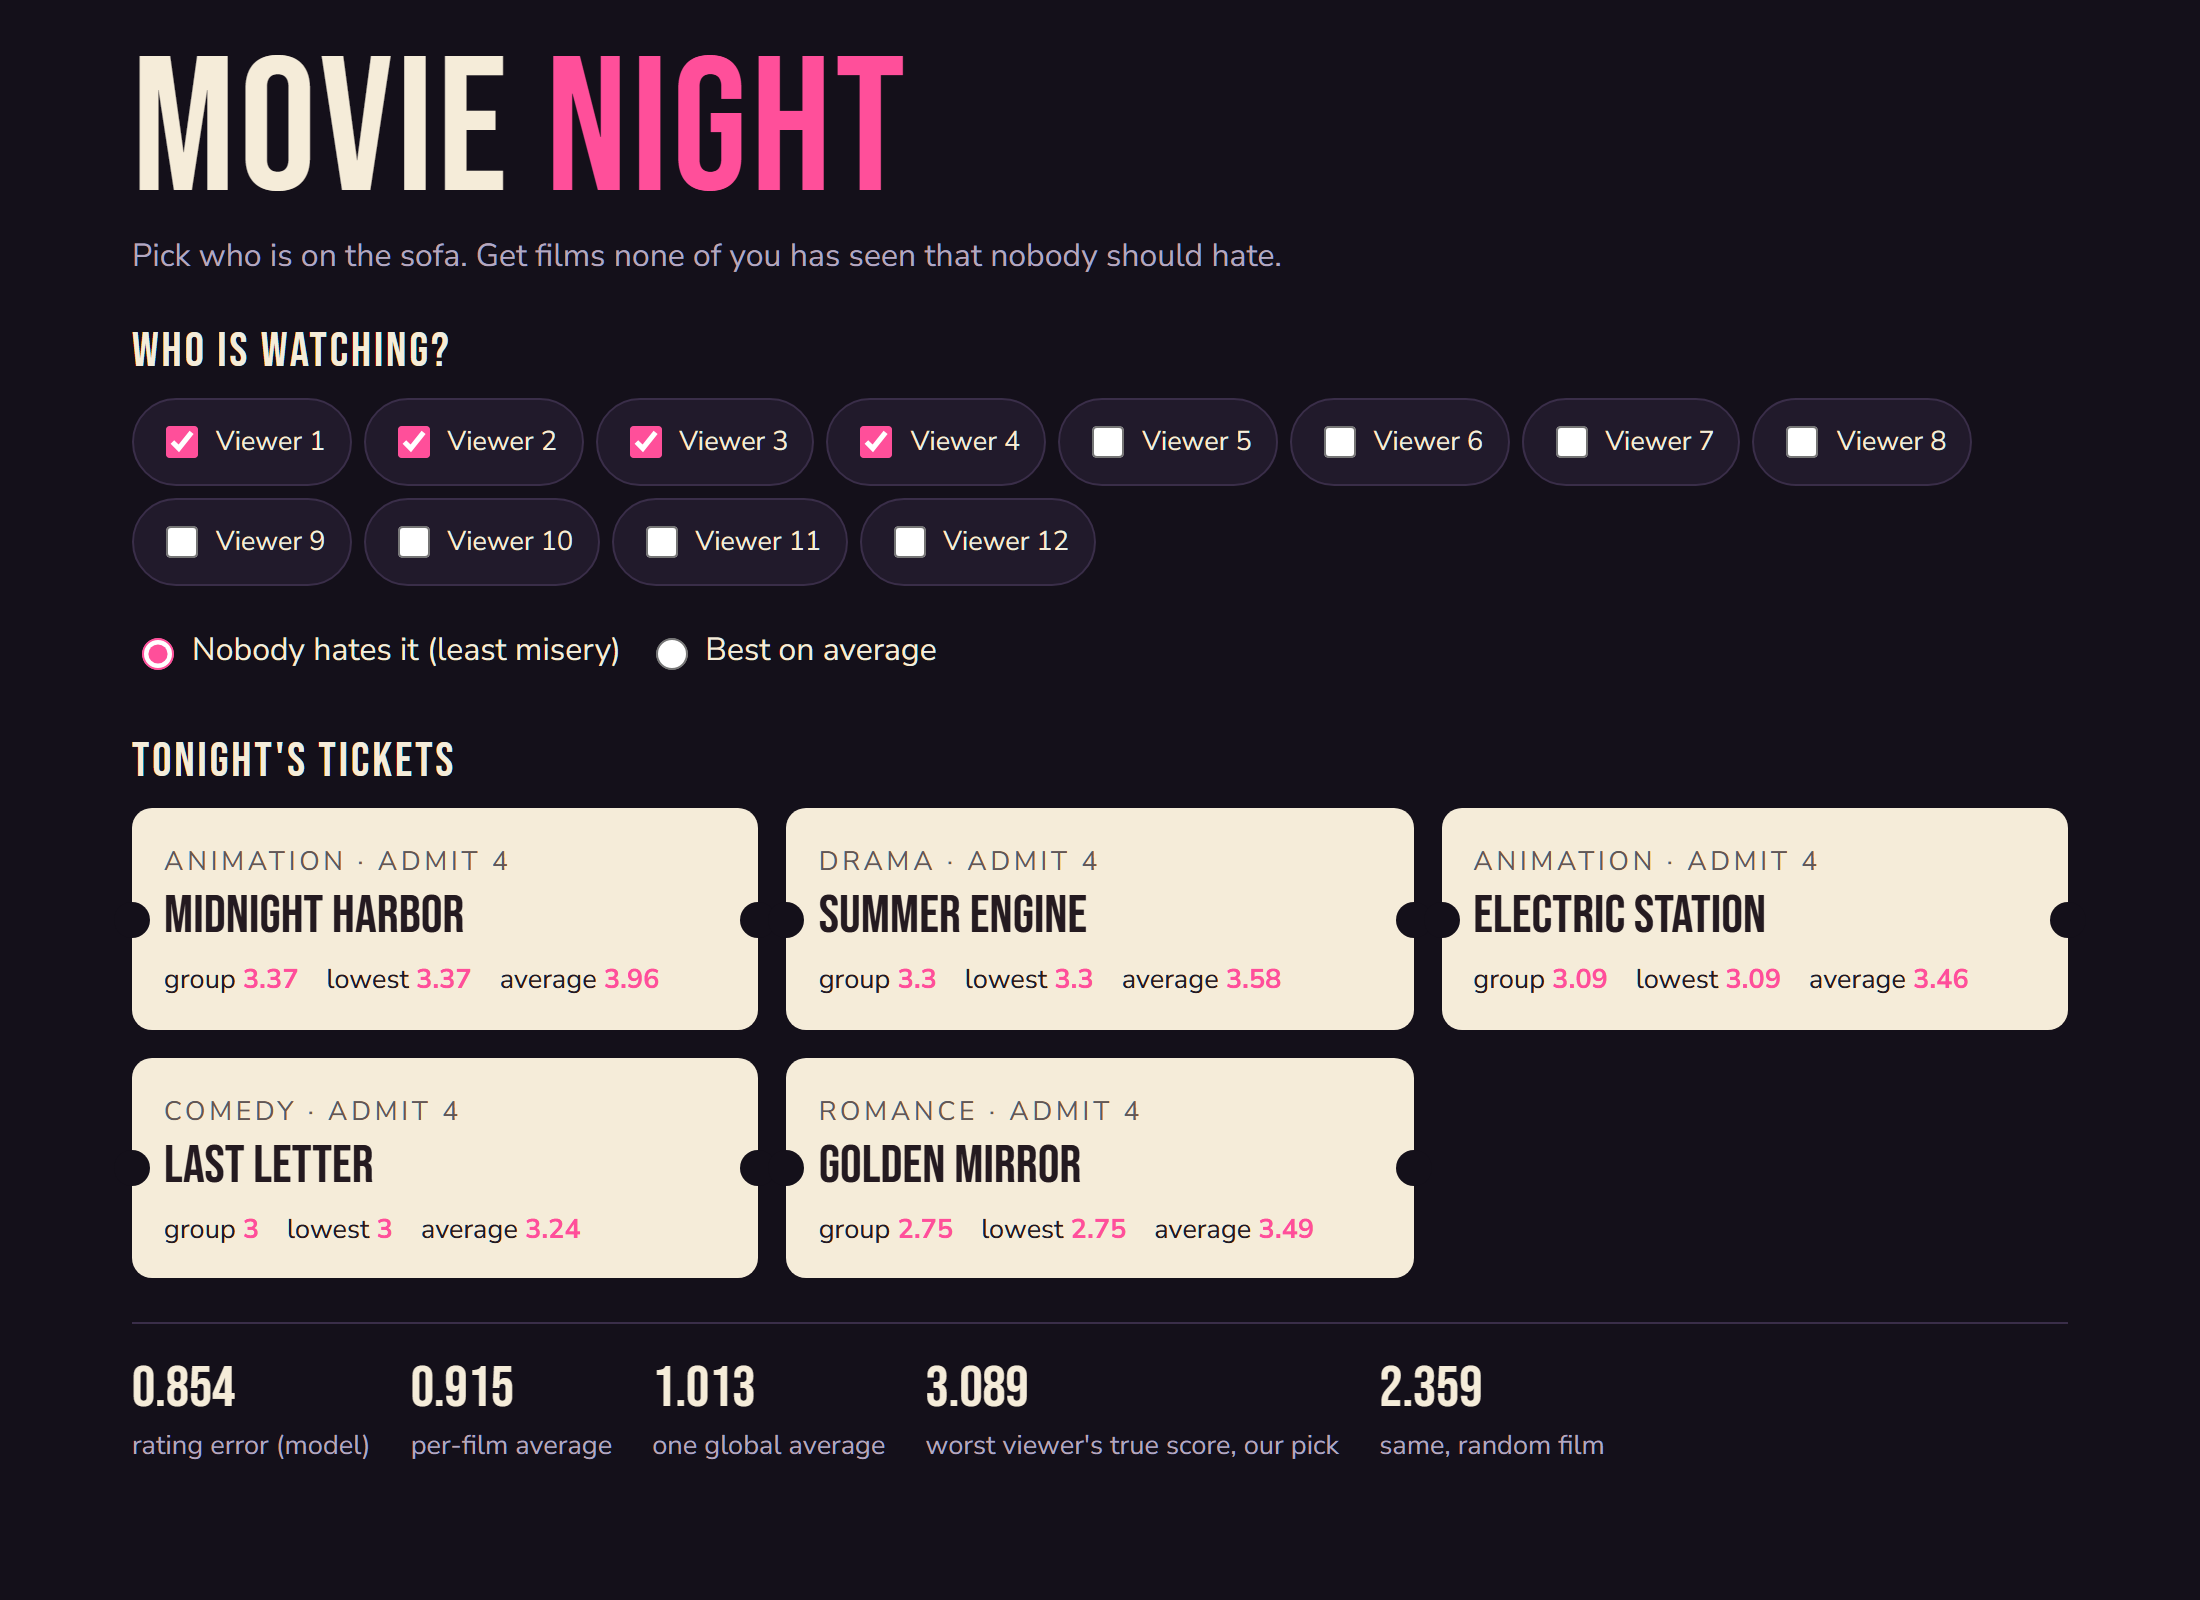 MOVIE NIGHT
Pick who is on the sofa. Get films none of you has seen that nobody should hate.
WHO IS WATCHING?
Viewer 1 Viewer 2 Viewer 3 Viewer 4 Viewer 5 Viewer 6 Viewer 7 Viewer 8
Viewer 9 Viewer 10 Viewer 11 Viewer 12
Nobody hates it (least misery) Best on average
TONIGHT'S TICKETS
ANIMATION · ADMIT 4
MIDNIGHT HARBOR
group 3.37 lowest 3.37 average 3.96
DRAMA · ADMIT 4
SUMMER ENGINE
group 3.3 lowest 3.3 average 3.58
ANIMATION · ADMIT 4
ELECTRIC STATION
group 3.09 lowest 3.09 average 3.46
COMEDY · ADMIT 4
LAST LETTER
group 3 lowest 3 average 3.24
ROMANCE · ADMIT 4
GOLDEN MIRROR
group 2.75 lowest 2.75 average 3.49
0.854
rating error (model)
0.915
per-film average
1.013
one global average
3.089
worst viewer's true score, our pick
2.359
same, random film